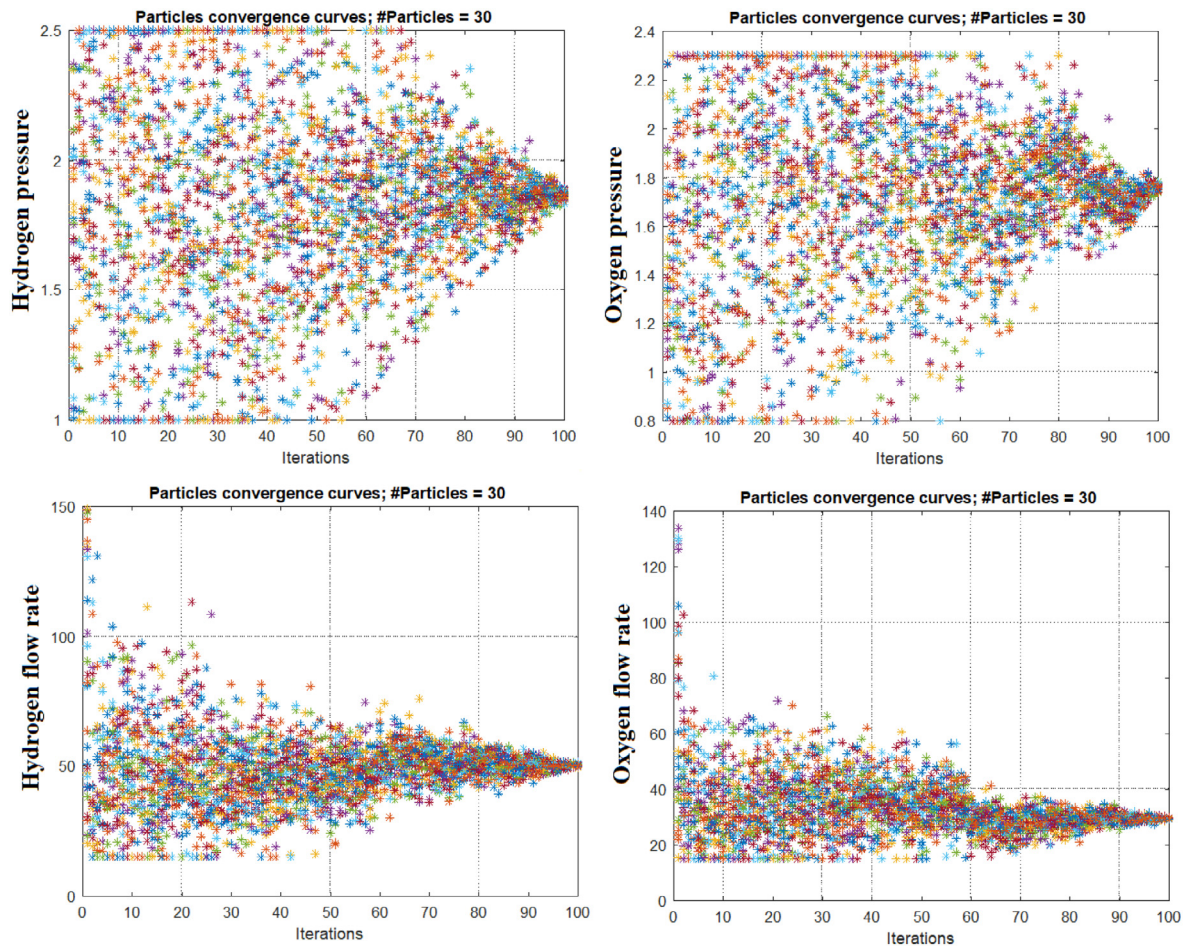 Particles convergence curves; #Particles = 30
Hydrogen pressure
2.5
2
1.5
1
0 10 20 30 40 50 60 70 80 90 100
Iterations
Particles convergence curves; #Particles = 30
Oxygen pressure
2.4
2.2
2
1.8
1.6
1.4
1.2
1
0.8
0 10 20 30 40 50 60 70 80 90 100
Iterations
Particles convergence curves; #Particles = 30
Hydrogen flow rate
150
100
50
0
0 10 20 30 40 50 60 70 80 90 100
Iterations
Particles convergence curves; #Particles = 30
Oxygen flow rate
140
120
100
80
60
40
20
0
0 10 20 30 40 50 60 70 80 90 100
Iterations